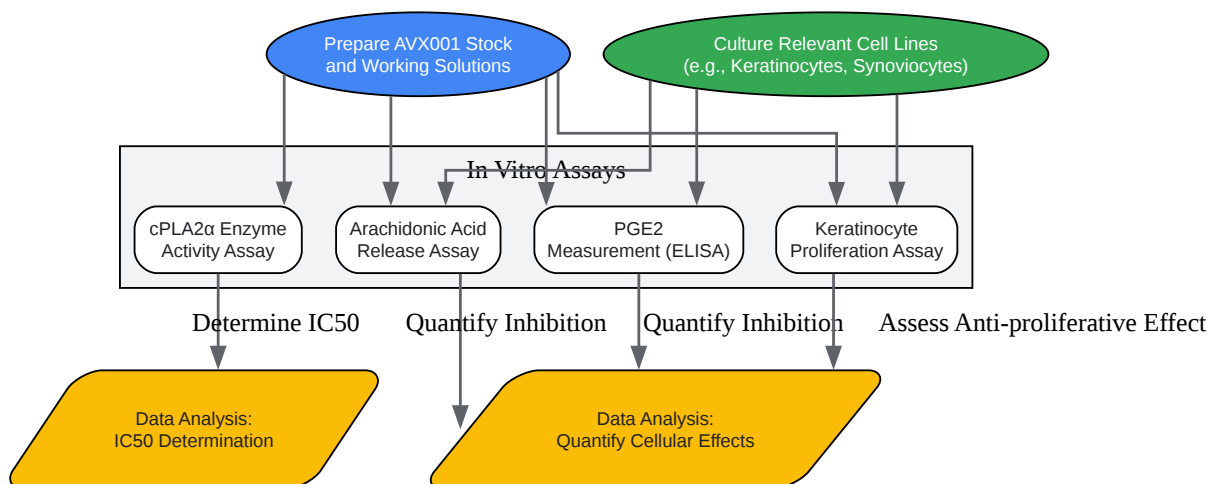 Prepare AVX001 Stock
and Working Solutions
Culture Relevant Cell Lines
(e.g., Keratinocytes, Synoviocytes)
In Vitro Assays
cPLA2α Enzyme
Activity Assay
Arachidonic Acid
Release Assay
PGE2
Measurement (ELISA)
Keratinocyte
Proliferation Assay
Determine IC50
Quantify Inhibition
Quantify Inhibition
Assess Anti-proliferative Effect
Data Analysis:
IC50 Determination
Data Analysis:
Quantify Cellular Effects